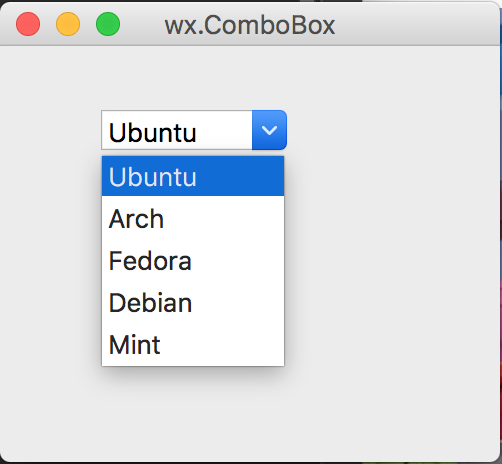 wx.ComboBox
Ubuntu
Ubuntu
Arch
Fedora
Debian
Mint